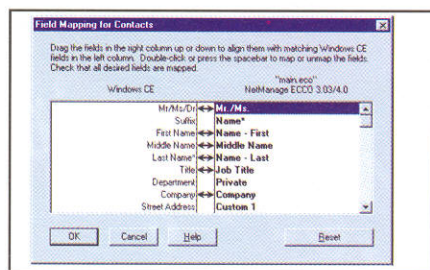 Field Mapping for Contacts
Drag the fields in the right column up or down to align them with matching Windows CE
fields in the left column. Double-click or press the spacebar to map or unmap the fields.
Check that all desired fields are mapped.
"main.eco"
Windows CE NetManage ECCO 3.03/4.0
Mr/Ms/Dr Mr./Ms.
Suffix Name*
First Name Name - First
Middle Name Middle Name
Last Name* Name - Last
Title Job Title
Department Private
Company Company
Street Address Custom 1
OK Cancel Help Reset